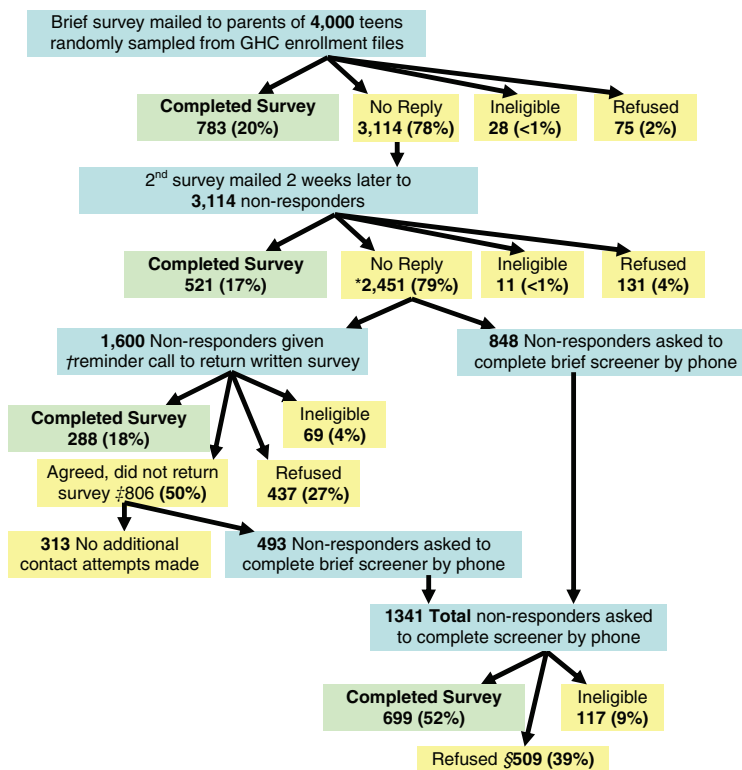 Brief survey mailed to parents of 4,000 teens
randomly sampled from GHC enrollment files
Completed Survey
783 (20%)
No Reply
3,114 (78%)
Ineligible
28 (<1%)
Refused
75 (2%)
2nd survey mailed 2 weeks later to
3,114 non-responders
Completed Survey
521 (17%)
No Reply
*2,451 (79%)
Ineligible
11 (<1%)
Refused
131 (4%)
1,600 Non-responders given
†reminder call to return written survey
848 Non-responders asked to
complete brief screener by phone
Completed Survey
288 (18%)
Ineligible
69 (4%)
Agreed, did not return
survey ‡806 (50%)
Refused
437 (27%)
313 No additional
contact attempts made
493 Non-responders asked to
complete brief screener by phone
1341 Total non-responders asked
to complete screener by phone
Completed Survey
699 (52%)
Ineligible
117 (9%)
Refused §509 (39%)